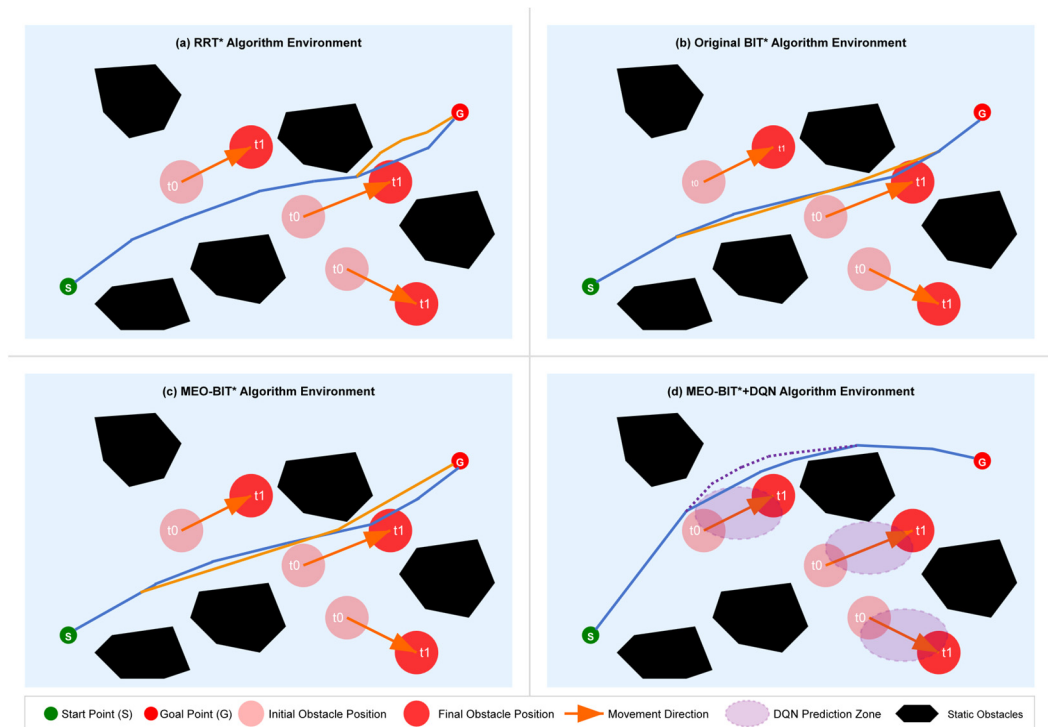 (a) RRT* Algorithm Environment
G
t1
t0
t1
t0
t0
S
t1
(b) Original BIT* Algorithm Environment
G
t1
t0
t1
t0
t0
S
t1
(c) MEO-BIT* Algorithm Environment
G
t1
t0
t1
t0
t0
S
t1
(d) MEO-BIT*+DQN Algorithm Environment
G
t1
t0
t1
t0
t0
S
t1
Start Point (S) Goal Point (G) Initial Obstacle Position Final Obstacle Position Movement Direction DQN Prediction Zone Static Obstacles